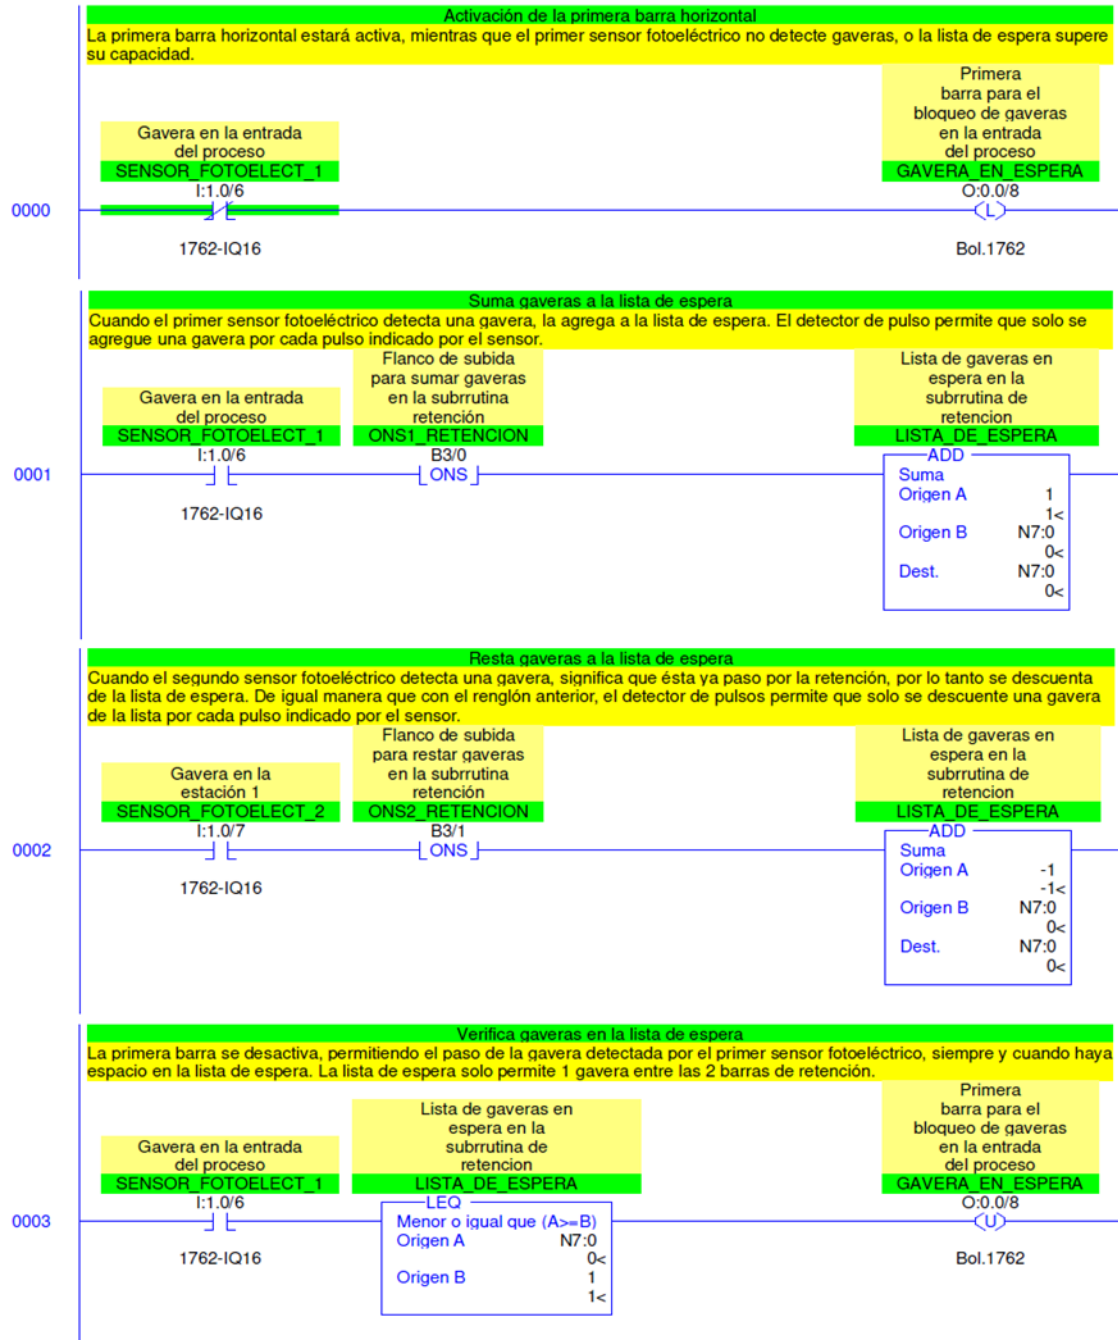 Activación de la primera barra horizontal
La primera barra horizontal estará activa, mientras que el primer sensor fotoeléctrico no detecte gaveras, o la lista de espera supere
su capacidad.
Primera
barra para el
bloqueo de gaveras
en la entrada
del proceso
GAVERA_EN_ESPERA
O:0.0/8
Gavera en la entrada
del proceso
SENSOR_FOTOELECT_1
I:1.0/6
0000
L
1762-IQ16
Bol.1762
Suma gaveras a la lista de espera
Cuando el primer sensor fotoeléctrico detecta una gavera, la agrega a la lista de espera. El detector de pulso permite que solo se
agregue una gavera por cada pulso indicado por el sensor.
Flanco de subida
para sumar gaveras
en la subrrutina
retención
ONS1_RETENCION
B3/0
Lista de gaveras en
espera en la
subrrutina de
retencion
LISTA_DE_ESPERA
Gavera en la entrada
del proceso
SENSOR_FOTOELECT_1
I:1.0/6
0001
ONS
1762-IQ16
ADD
Suma
Origen A 1
1<
Origen B N7:0
0<
Dest. N7:0
0<
Resta gaveras a la lista de espera
Cuando el segundo sensor fotoeléctrico detecta una gavera, significa que ésta ya paso por la retención, por lo tanto se descuenta
de la lista de espera. De igual manera que con el renglón anterior, el detector de pulsos permite que solo se descuente una gavera
de la lista por cada pulso indicado por el sensor.
Flanco de subida
para restar gaveras
en la subrrutina
retención
ONS2_RETENCION
B3/1
Lista de gaveras en
espera en la
subrrutina de
retencion
LISTA_DE_ESPERA
Gavera en la
estación 1
SENSOR_FOTOELECT_2
I:1.0/7
0002
ONS
1762-IQ16
ADD
Suma
Origen A -1
-1<
Origen B N7:0
0<
Dest. N7:0
0<
Verifica gaveras en la lista de espera
La primera barra se desactiva, permitiendo el paso de la gavera detectada por el primer sensor fotoeléctrico, siempre y cuando haya
espacio en la lista de espera. La lista de espera solo permite 1 gavera entre las 2 barras de retención.
Primera
barra para el
bloqueo de gaveras
en la entrada
del proceso
GAVERA_EN_ESPERA
O:0.0/8
Lista de gaveras en
espera en la
subrrutina de
retencion
LISTA_DE_ESPERA
Gavera en la entrada
del proceso
SENSOR_FOTOELECT_1
I:1.0/6
0003
LEQ
Menor o igual que (A>=B)
Origen A N7:0
0<
Origen B 1
1<
U
1762-IQ16
Bol.1762